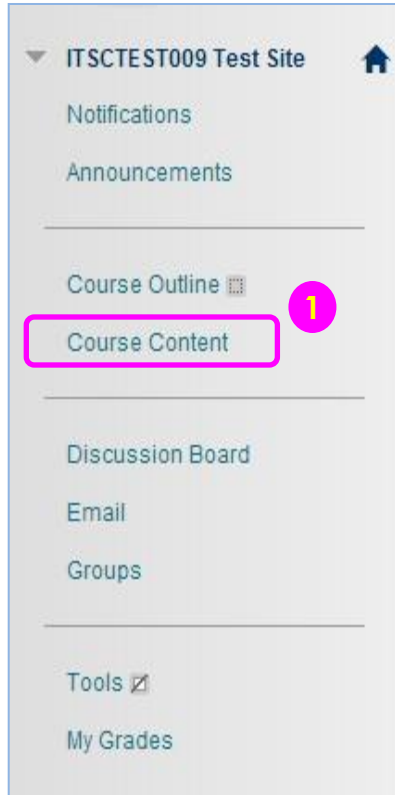 ITSCTEST009 Test Site
Notifications
Announcements
Course Outline
1
Course Content
Discussion Board
Email
Groups
Tools
My Grades